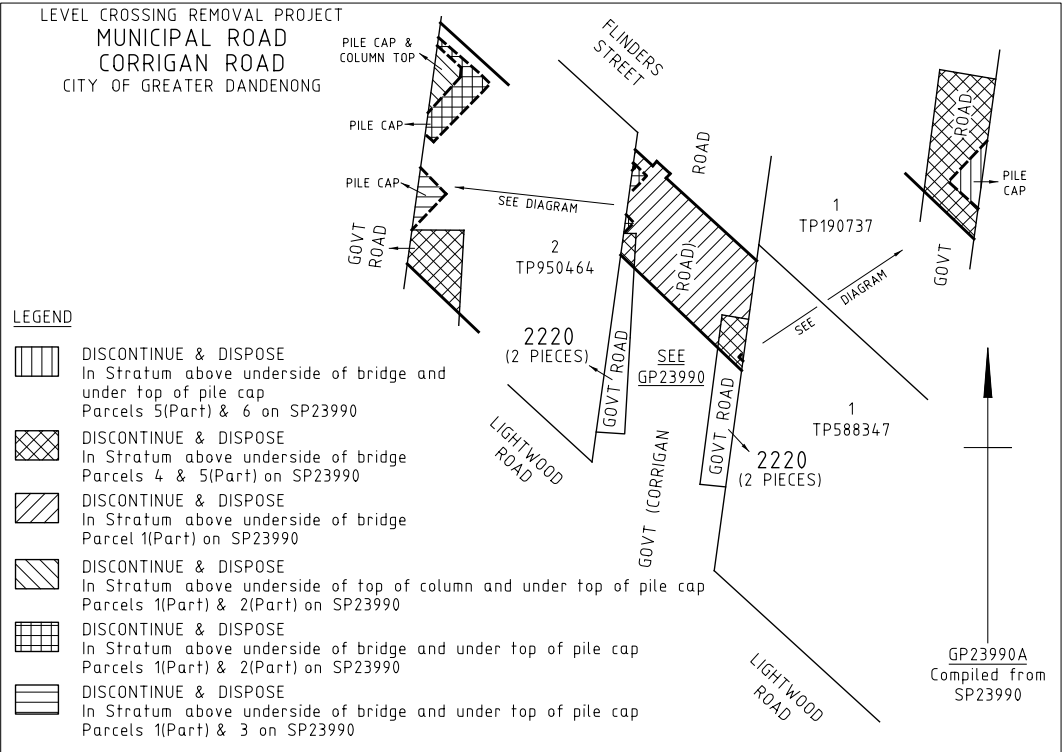 LEVEL CROSSING REMOVAL PROJECT
MUNICIPAL ROAD
CORRIGAN ROAD
CITY OF GREATER DANDENONG
PILE CAP &
COLUMN TOP
PILE CAP
PILE CAP
GOVT
ROAD
SEE DIAGRAM
FLINDERS
STREET
ROAD
ROAD)
2
TP950464
1
TP190737
ROAD
PILE
CAP
GOVT
SEE DIAGRAM
2220
(2 PIECES)
GOVT ROAD
SEE
GP23990
GOVT ROAD
1
TP588347
2220
(2 PIECES)
LIGHTWOOD
ROAD
GOVT (CORRIGAN
LIGHTWOOD
ROAD
LEGEND
DISCONTINUE & DISPOSE
In Stratum above underside of bridge and
under top of pile cap
Parcels 5(Part) & 6 on SP23990
DISCONTINUE & DISPOSE
In Stratum above underside of bridge
Parcels 4 & 5(Part) on SP23990
DISCONTINUE & DISPOSE
In Stratum above underside of bridge
Parcel 1(Part) on SP23990
DISCONTINUE & DISPOSE
In Stratum above underside of top of column and under top of pile cap
Parcels 1(Part) & 2(Part) on SP23990
DISCONTINUE & DISPOSE
In Stratum above underside of bridge and under top of pile cap
Parcels 1(Part) & 2(Part) on SP23990
DISCONTINUE & DISPOSE
In Stratum above underside of bridge and under top of pile cap
Parcels 1(Part) & 3 on SP23990
GP23990A
Compiled from
SP23990